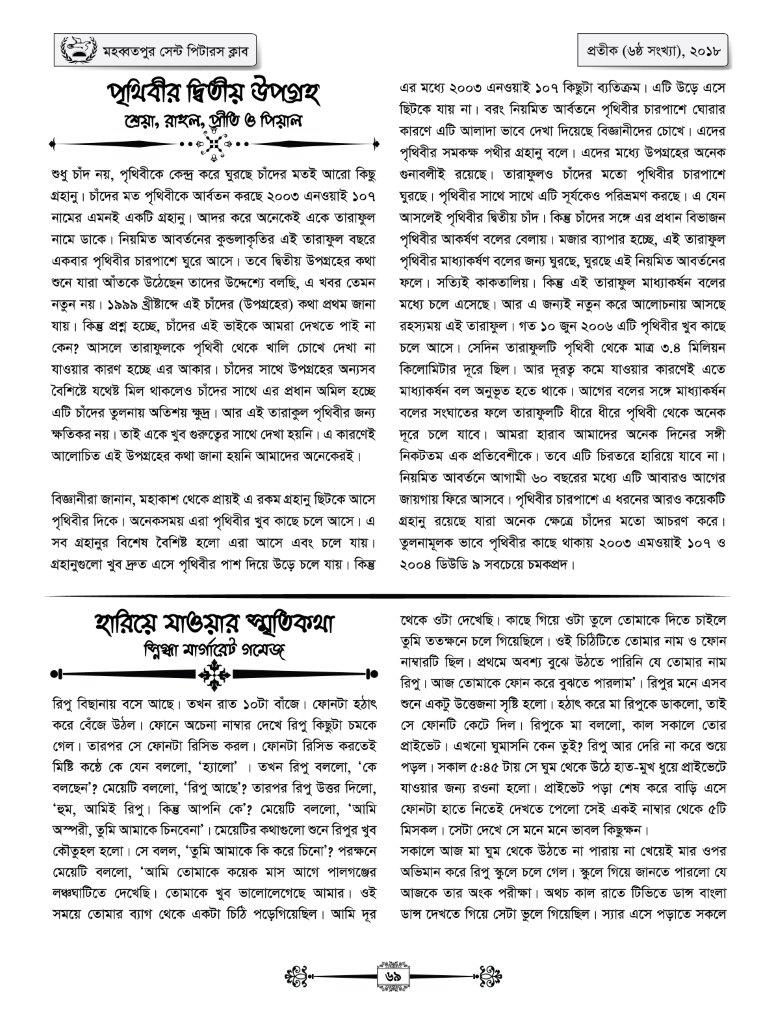 মহব্বতপুর সেন্ট পিটারস ক্লাব
প্রতীক (৬ষ্ঠ সংখ্যা), ২০১৮
পৃথিবীর দ্বিতীয় উপগ্রহ
শ্রেয়া, রাহুল, প্রীতি ও পিয়াল
শুধু চাঁদ নয়, পৃথিবীকে কেন্দ্র করে ঘুরছে চাঁদের মতই আরো কিছু
গ্রহানু। চাঁদের মত পৃথিবীকে আর্বতন করছে ২০০৩ এনওয়াই ১০৭
নামের এমনই একটি গ্রহানু। আদর করে অনেকেই একে তারাফুল
নামে ডাকে। নিয়মিত আবর্তনের কুন্ডলাকৃতির এই তারাফুল বছরে
একবার পৃথিবীর চারপাশে ঘুরে আসে। তবে দ্বিতীয় উপগ্রহের কথা
শুনে যারা আঁতকে উঠেছেন তাদের উদ্দেশ্যে বলছি, এ খবর তেমন
নতুন নয়। ১৯৯৯ খ্রীষ্টাব্দে এই চাঁদের (উপগ্রহের) কথা প্রথম জানা
যায়। কিন্তু প্রশ্ন হচ্ছে, চাঁদের এই ভাইকে আমরা দেখতে পাই না
কেন? আসলে তারাফুলকে পৃথিবী থেকে খালি চোখে দেখা না
যাওয়ার কারণ হচ্ছে এর আকার। চাঁদের সাথে উপগ্রহের অন্যসব
বৈশিষ্টে যথেষ্ট মিল থাকলেও চাঁদের সাথে এর প্রধান অমিল হচ্ছে
এটি চাঁদের তুলনায় অতিশয় ক্ষুদ্র। আর এই তারাকুল পৃথিবীর জন্য
ক্ষতিকর নয়। তাই একে খুব গুরুত্বের সাথে দেখা হয়নি। এ কারণেই
আলোচিত এই উপগ্রহের কথা জানা হয়নি আমাদের অনেকেরই।
বিজ্ঞানীরা জানান, মহাকাশ থেকে প্রায়ই এ রকম গ্রহানু ছিটকে আসে
পৃথিবীর দিকে। অনেকসময় এরা পৃথিবীর খুব কাছে চলে আসে। এ
সব গ্রহানুর বিশেষ বৈশিষ্ট হলো এরা আসে এবং চলে যায়।
গ্রহানুগুলো খুব দ্রুত এসে পৃথিবীর পাশ দিয়ে উড়ে চলে যায়। কিন্তু
এর মধ্যে ২০০৩ এনওয়াই ১০৭ কিছুটা ব্যতিক্রম। এটি উড়ে এসে
ছিটকে যায় না। বরং নিয়মিত আর্বতনে পৃথিবীর চারপাশে ঘোরার
কারণে এটি আলাদা ভাবে দেখা দিয়েছে বিজ্ঞানীদের চোখে। এদের
পৃথিবীর সমকক্ষ পথীর গ্রহানু বলে। এদের মধ্যে উপগ্রহের অনেক
গুনাবলীই রয়েছে। তারাফুলও চাঁদের মতো পৃথিবীর চারপাশে
ঘুরছে। পৃথিবীর সাথে সাথে এটি সূর্যকেও পরিভ্রমণ করছে। এ যেন
আসলেই পৃথিবীর দ্বিতীয় চাঁদ। কিন্তু চাঁদের সঙ্গে এর প্রধান বিভাজন
পৃথিবীর আকর্ষণ বলের বেলায়। মজার ব্যাপার হচ্ছে, এই তারাফুল
পৃথিবীর মাধ্যকর্ষণ বলের জন্য ঘুরছে, ঘুরছে এই নিয়মিত আবর্তনের
ফলে। সত্যিই কাকতালিয়। কিন্তু এই তারাফুল মাধ্যাকর্ষন বলের
মধ্যে চলে এসেছে। আর এ জন্যই নতুন করে আলোচনায় আসছে
রহস্যময় এই তারাফুল। গত ১০ জুন ২০০৬ এটি পৃথিবীর খুব কাছে
চলে আসে। সেদিন তারাফুলটি পৃথিবী থেকে মাত্র ৩.৪ মিলিয়ন
কিলোমিটার দূরে ছিল। আর দূরত্ব কমে যাওয়ার কারণেই এতে
মাধ্যাকর্ষন বল অনুভূত হতে থাকে। আগের বলের সঙ্গে মাধ্যাকর্ষন
বলের সংঘাতের ফলে তারাফুলটি ধীরে ধীরে পৃথিবী থেকে অনেক
দূরে চলে যাবে। আমরা হারাব আমাদের অনেক দিনের সঙ্গী
নিকটতম এক প্রতিবেশীকে। তবে এটি চিরতরে হারিয়ে যাবে না।
নিয়মিত আবর্তনে আগামী ৬০ বছরের মধ্যে এটি আবারও আগের
জায়গায় ফিরে আসবে। পৃথিবীর চারপাশে এ ধরনের আরও কয়েকটি
গ্রহানু রয়েছে যারা অনেক ক্ষেত্রে চাঁদের মতো আচরণ করে।
তুলনামূলক ভাবে পৃথিবীর কাছে থাকায় ২০০৩ এমওয়াই ১০৭ ও
২০০৪ ডিউডি ৯ সবচেয়ে চমকপ্রদ।
হারিয়ে যাওয়ার স্মৃতিকথা
স্নিগ্ধা মার্গারেট গমেজ
রিপু বিছানায় বসে আছে। তখন রাত ১০টা বাঁজে। ফোনটা হঠাৎ
করে বেঁজে উঠল। ফোনে অচেনা নাম্বার দেখে রিপু কিছুটা চমকে
গেল। তারপর সে ফোনটা রিসিভ করল। ফোনটা রিসিভ করতেই
মিষ্টি কন্ঠে কে যেন বললো, ‘হ্যালো’ । তখন রিপু বললো, ‘কে
বলছেন’? মেয়েটি বললো, ‘রিপু আছে’? তারপর রিপু উত্তর দিলো,
‘হুম, আমিই রিপু। কিন্তু আপনি কে’? মেয়েটি বললো, ‘আমি
অস্পরী, তুমি আমাকে চিনবেনা’। মেয়েটির কথাগুলো শুনে রিপুর খুব
কৌতুহল হলো। সে বলল, ‘তুমি আমাকে কি করে চিনো’? পরক্ষনে
মেয়েটি বললো, ‘আমি তোমাকে কয়েক মাস আগে পালগঞ্জের
লঞ্চঘাটিতে দেখেছি। তোমাকে খুব ভালোলেগেছে আমার। ওই
সময়ে তোমার ব্যাগ থেকে একটা চিঠি পড়েগিয়েছিল। আমি দূর
থেকে ওটা দেখেছি। কাছে গিয়ে ওটা তুলে তোমাকে দিতে চাইলে
তুমি ততক্ষনে চলে গিয়েছিলে। ওই চিঠিটিতে তোমার নাম ও ফোন
নাম্বারটি ছিল। প্রথমে অবশ্য বুঝে উঠতে পারিনি যে তোমার নাম
রিপু। আজ তোমাকে ফোন করে বুঝতে পারলাম’। রিপুর মনে এসব
শুনে একটু উত্তেজনা সৃষ্টি হলো। হঠাৎ করে মা রিপুকে ডাকলো, তাই
সে ফোনটি কেটে দিল। রিপুকে মা বললো, কাল সকালে তোর
প্রাইভেট। এখনো ঘুমাসনি কেন তুই? রিপু আর দেরি না করে শুয়ে
পড়ল। সকাল ৫:৪৫ টায় সে ঘুম থেকে উঠে হাত-মুখ ধুয়ে প্রাইভেটে
যাওয়ার জন্য রওনা হলো। প্রাইভেট পড়া শেষ করে বাড়ি এসে
ফোনটা হাতে নিতেই দেখতে পেলো সেই একই নাম্বার থেকে ৫টি
মিসকল। সেটা দেখে সে মনে মনে ভাবল কিছুক্ষন।
সকালে আজ মা ঘুম থেকে উঠতে না পারায় না খেয়েই মার ওপর
অভিমান করে রিপু স্কুলে চলে গেল। স্কুলে গিয়ে জানতে পারলো যে
আজকে তার অংক পরীক্ষা। অথচ কাল রাতে টিভিতে ডান্স বাংলা
ডান্স দেখতে গিয়ে সেটা ভুলে গিয়েছিল। স্যার এসে পড়াতে সকলে
৬৯